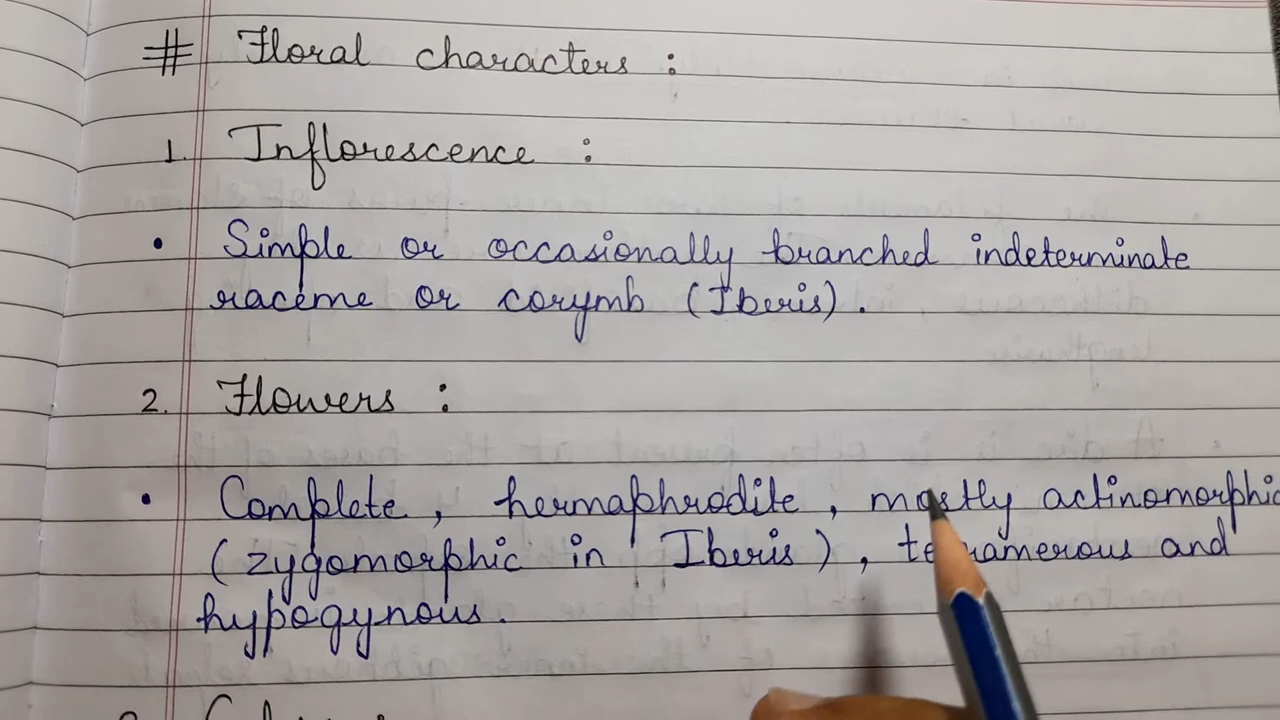 # Floral characters :
1. Inflorescence :
• Simple or occasionally branched indeterminate
raceme or corymb (Iberis).
2. Flowers :
• Complete, hermaphrodite, mostly actinomorphic
(zygomorphic in Iberis), and
hypogynous.